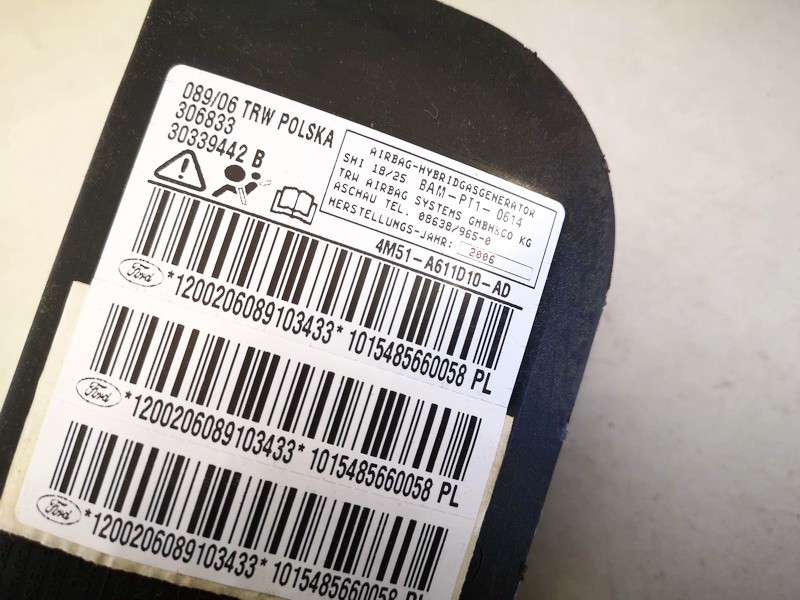 089/06 TRW POLSKA
306833
30339442 B
AIRBAG-HYBRIDGASGENERATOR
SHI 18/25 BAM-PT1-0614
TRW AIRBAG SYSTEMS GMBH&CO KG
ASCHAU TEL. 08638/965-0
HERSTELLUNGS-JAHR: 2006
4M51-A611D10-AD
Ford *1200206089103433* 1015485660058 PL
Ford *1200206089103433* 1015485660058 PL
Ford *1200206089103433* 1015485660058 PL